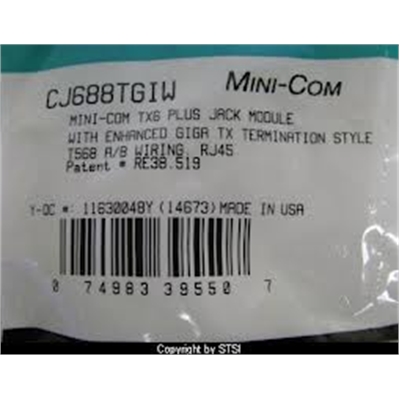 CJ688TGIW MINI-COM
MINI-COM TX6 PLUS JACK MODULE
WITH ENHANCED GIGA TX TERMINATION STYLE
T568 A/B WIRING, RJ45
Patent * RE38.519
Y-OC #: 11630048Y (14673) MADE IN USA
0 74983 39550 7
Copyright by STSI